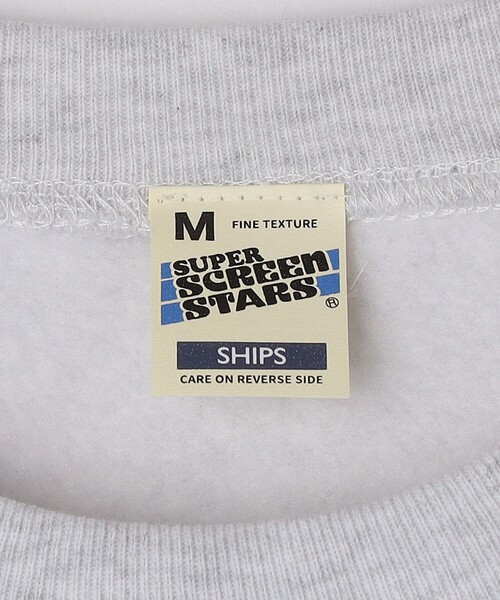 M FINE TEXTURE
SUPER
SCREEN
STARS ®
SHIPS
CARE ON REVERSE SIDE